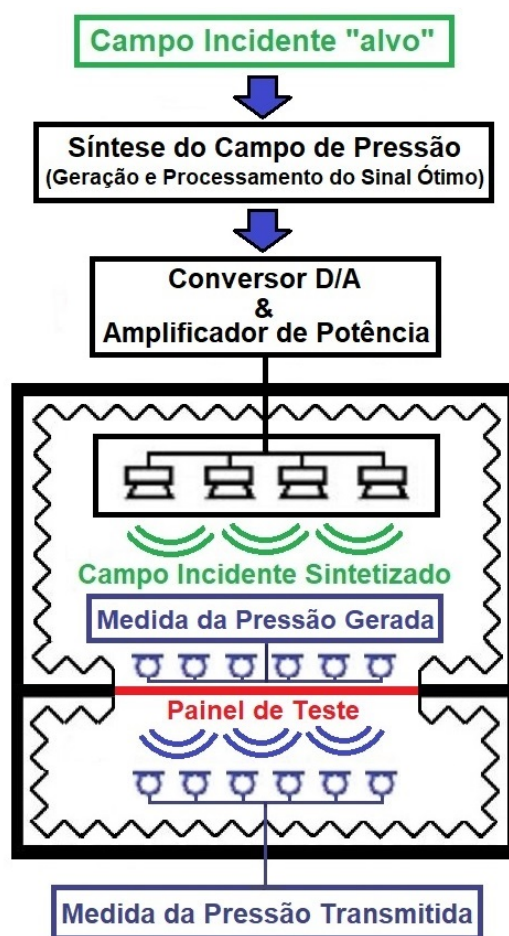 Campo Incidente "alvo"
Síntese do Campo de Pressão
(Geração e Processamento do Sinal Ótimo)
Conversor D/A
&
Amplificador de Potência
Campo Incidente Sintetizado
Medida da Pressão Gerada
Painel de Teste
Medida da Pressão Transmitida